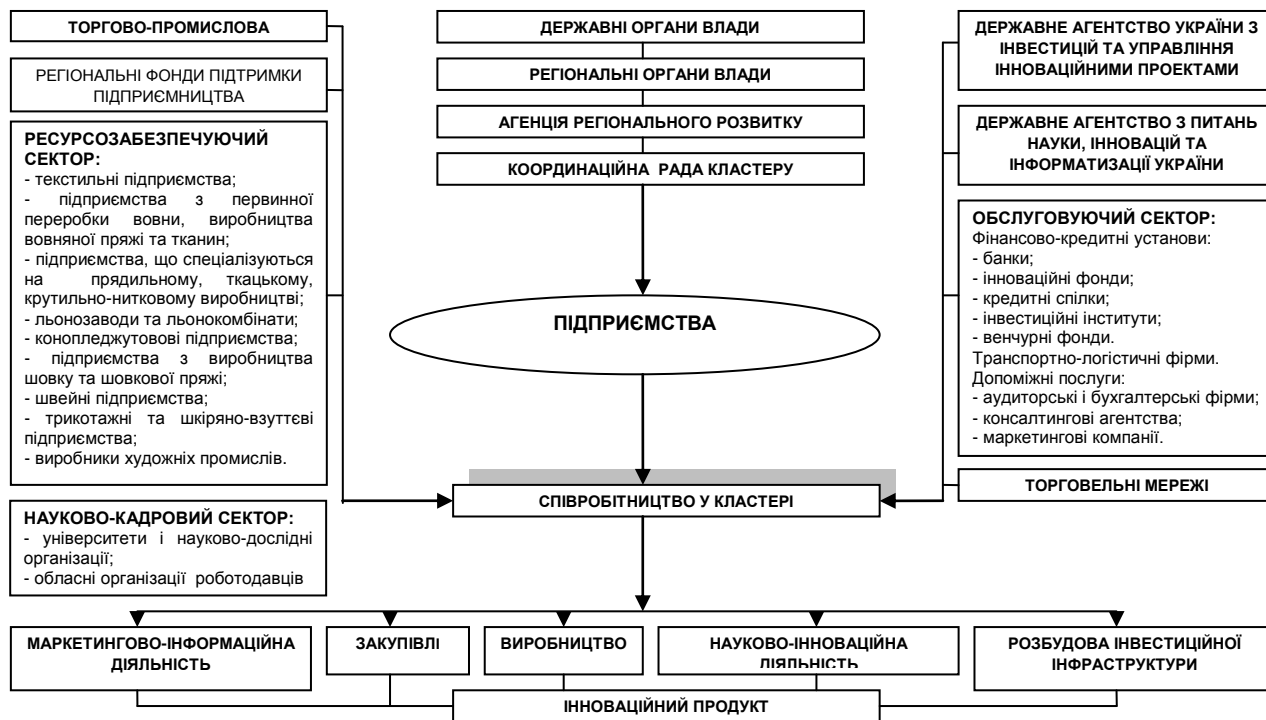 ТОРГОВО-ПРОМИСЛОВА
РЕГІОНАЛЬНІ ФОНДИ ПІДТРИМКИ
ПІДПРИЄМНИЦТВА
РЕСУРСОЗАБЕЗПЕЧУЮЧИЙ
СЕКТОР:
- текстильні підприємства;
- підприємства з первинної
переробки вовни, виробництва
вовняної пряжі та тканин;
- підприємства, що спеціалізуються
на прядильному, ткацькому,
крутильно-нитковому виробництві;
- льонозаводи та льонокомбінати;
- конопледжутовові підприємства;
- підприємства з виробництва
шовку та шовкової пряжі;
- швейні підприємства;
- трикотажні та шкіряно-взуттєві
підприємства;
- виробники художніх промислів.
НАУКОВО-КАДРОВИЙ СЕКТОР:
- університети і науково-дослідні
організації;
- обласні організації роботодавців
ДЕРЖАВНІ ОРГАНИ ВЛАДИ
РЕГІОНАЛЬНІ ОРГАНИ ВЛАДИ
АГЕНЦІЯ РЕГІОНАЛЬНОГО РОЗВИТКУ
КООРДИНАЦІЙНА РАДА КЛАСТЕРУ
ПІДПРИЄМСТВА
СПІВРОБІТНИЦТВО У КЛАСТЕРІ
ДЕРЖАВНЕ АГЕНТСТВО УКРАЇНИ З
ІНВЕСТИЦІЙ ТА УПРАВЛІННЯ
ІННОВАЦІЙНИМИ ПРОЕКТАМИ
ДЕРЖАВНЕ АГЕНТСТВО З ПИТАНЬ
НАУКИ, ІННОВАЦІЙ ТА
ІНФОРМАТИЗАЦІЇ УКРАЇНИ
ОБСЛУГОВУЮЧИЙ СЕКТОР:
Фінансово-кредитні установи:
- банки;
- інноваційні фонди;
- кредитні спілки;
- інвестиційні інститути;
- венчурні фонди.
Транспортно-логістичні фірми.
Допоміжні послуги:
- аудиторські і бухгалтерські фірми;
- консалтингові агентства;
- маркетингові компанії.
ТОРГОВЕЛЬНІ МЕРЕЖІ
МАРКЕТИНГОВО-ІНФОРМАЦІЙНА
ДІЯЛЬНІСТЬ
ЗАКУПІВЛІ
ВИРОБНИЦТВО
НАУКОВО-ІННОВАЦІЙНА
ДІЯЛЬНІСТЬ
РОЗБУДОВА ІНВЕСТИЦІЙНОЇ
ІНФРАСТРУКТУРИ
ІННОВАЦІЙНИЙ ПРОДУКТ